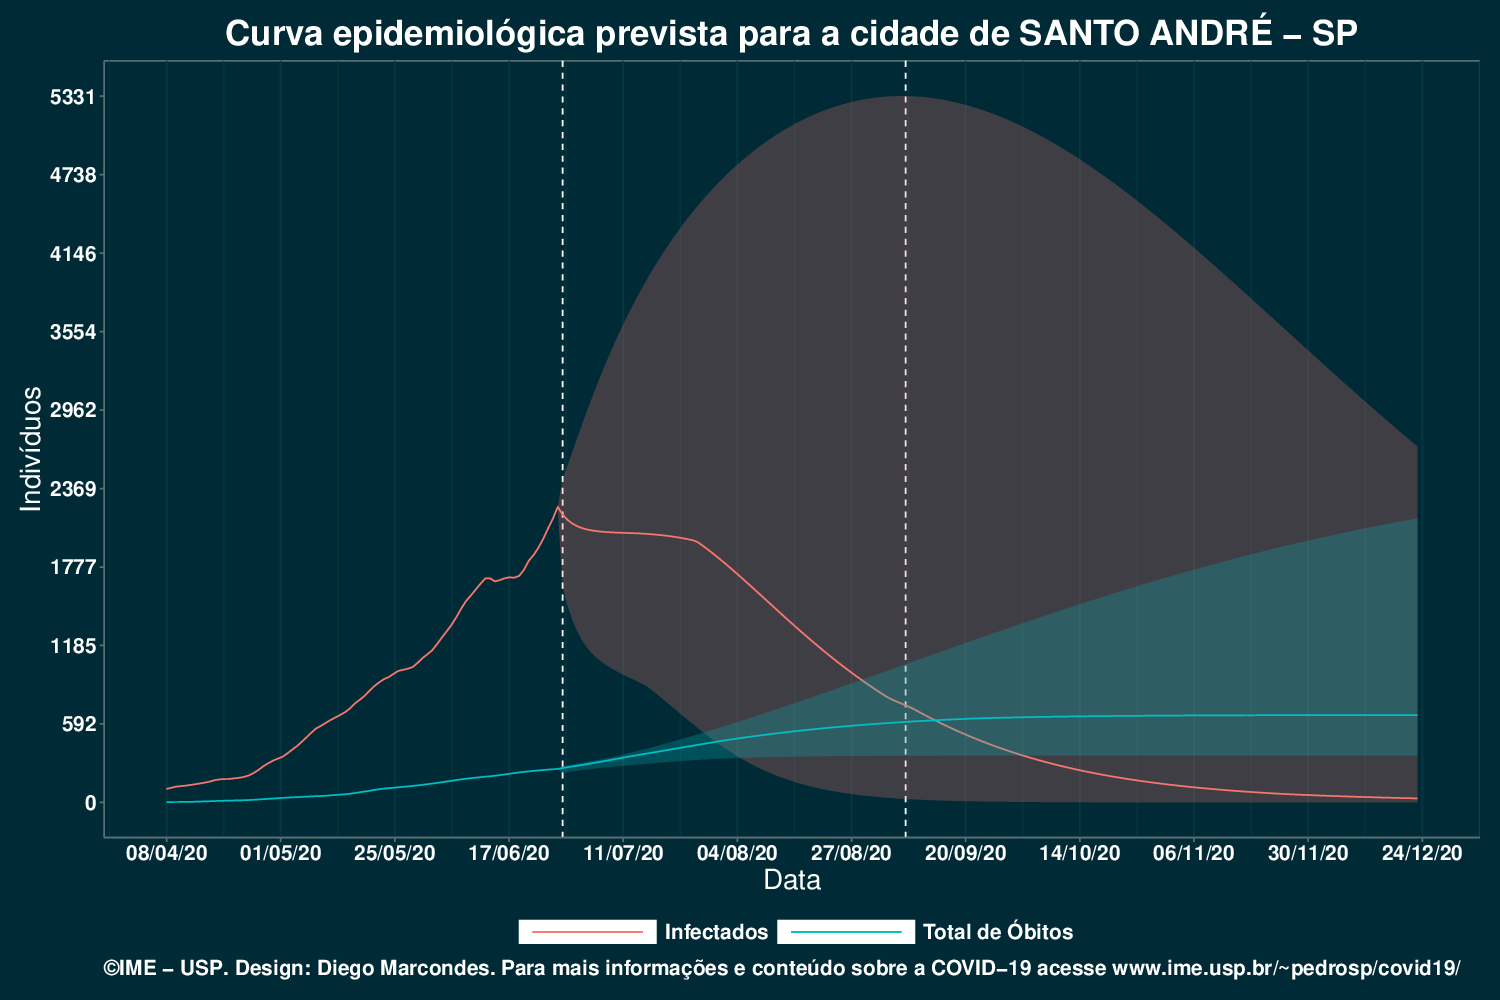 Curva epidemiológica prevista para a cidade de SANTO ANDRÉ – SP
5331
4738
4146
3554
2962
2369
1777
1185
592
0
Indivíduos
08/04/20 01/05/20 25/05/20 17/06/20 11/07/20 04/08/20 27/08/20 20/09/20 14/10/20 06/11/20 30/11/20 24/12/20
Data
Infectados Total de Óbitos
©IME – USP. Design: Diego Marcondes. Para mais informações e conteúdo sobre a COVID–19 acesse www.ime.usp.br/~pedrosp/covid19/